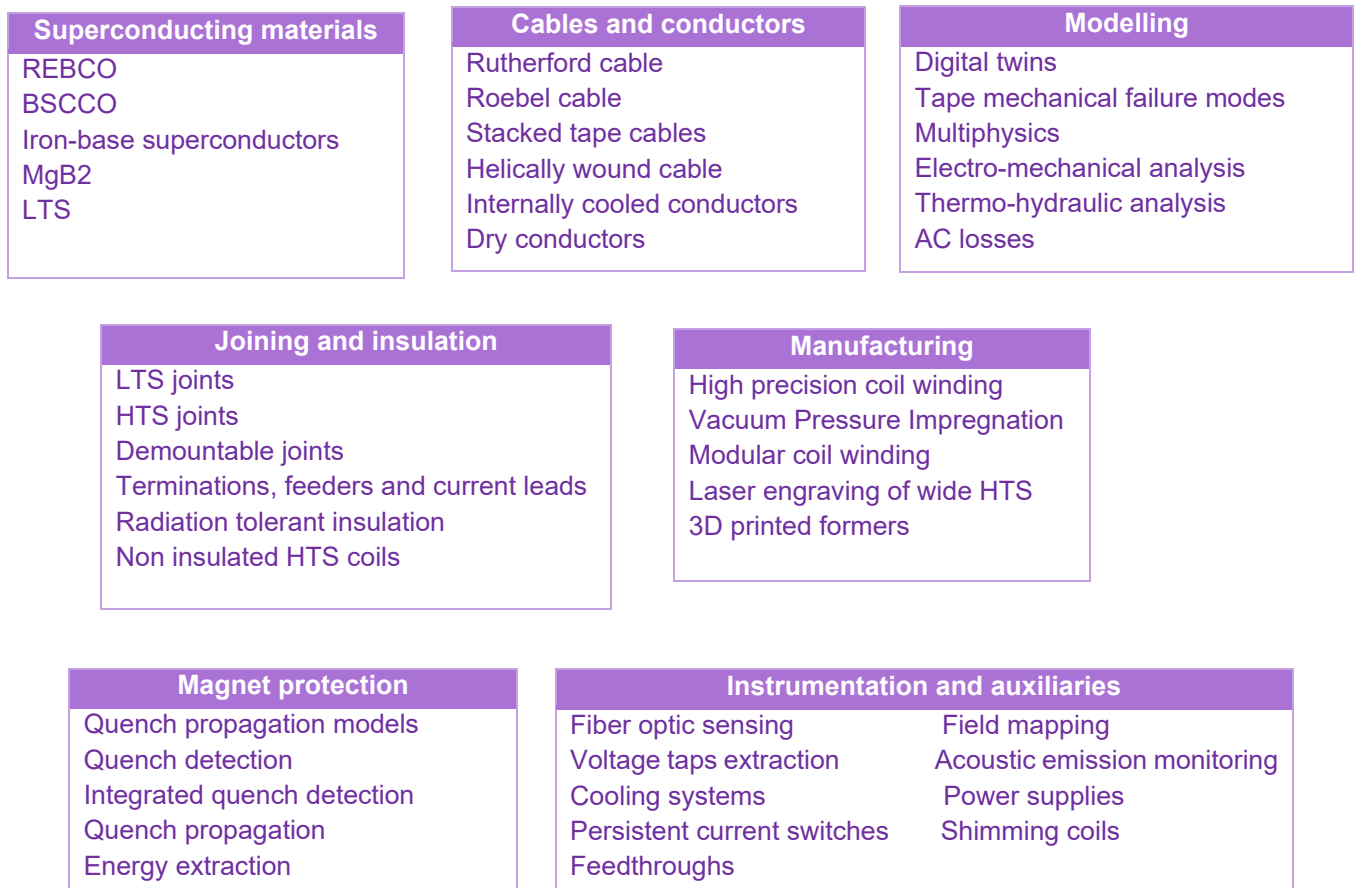 Superconducting materials
REBCO
BSCCO
Iron-base superconductors
MgB2
LTS
Cables and conductors
Rutherford cable
Roebel cable
Stacked tape cables
Helically wound cable
Internally cooled conductors
Dry conductors
Modelling
Digital twins
Tape mechanical failure modes
Multiphysics
Electro-mechanical analysis
Thermo-hydraulic analysis
AC losses
Joining and insulation
LTS joints
HTS joints
Demountable joints
Terminations, feeders and current leads
Radiation tolerant insulation
Non insulated HTS coils
Manufacturing
High precision coil winding
Vacuum Pressure Impregnation
Modular coil winding
Laser engraving of wide HTS
3D printed formers
Magnet protection
Quench propagation models
Quench detection
Integrated quench detection
Quench propagation
Energy extraction
Instrumentation and auxiliaries
Fiber optic sensing Field mapping
Voltage taps extraction Acoustic emission monitoring
Cooling systems Power supplies
Persistent current switches Shimming coils
Feedthroughs